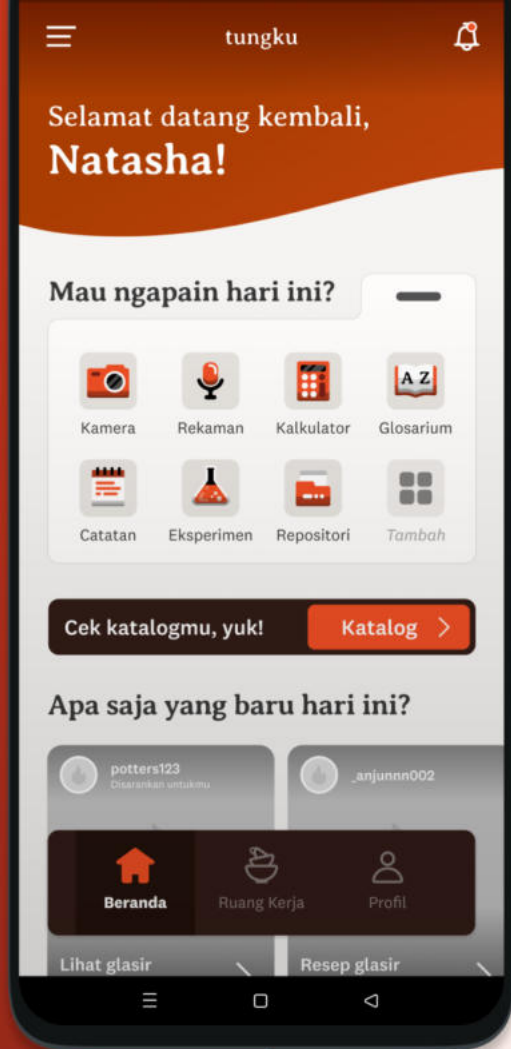 tungku
Selamat datang kembali,
Natasha!
Mau ngapain hari ini?
A Z
Kamera Rekaman Kalkulator Glosarium
Catatan Eksperimen Repositori Tambah
Cek katalogmu, yuk! Katalog
Apa saja yang baru hari ini?
potters123 _anjunnn002
Disarankan untukmu
Beranda Ruang Kerja Profil
Lihat glasir Resep glasir